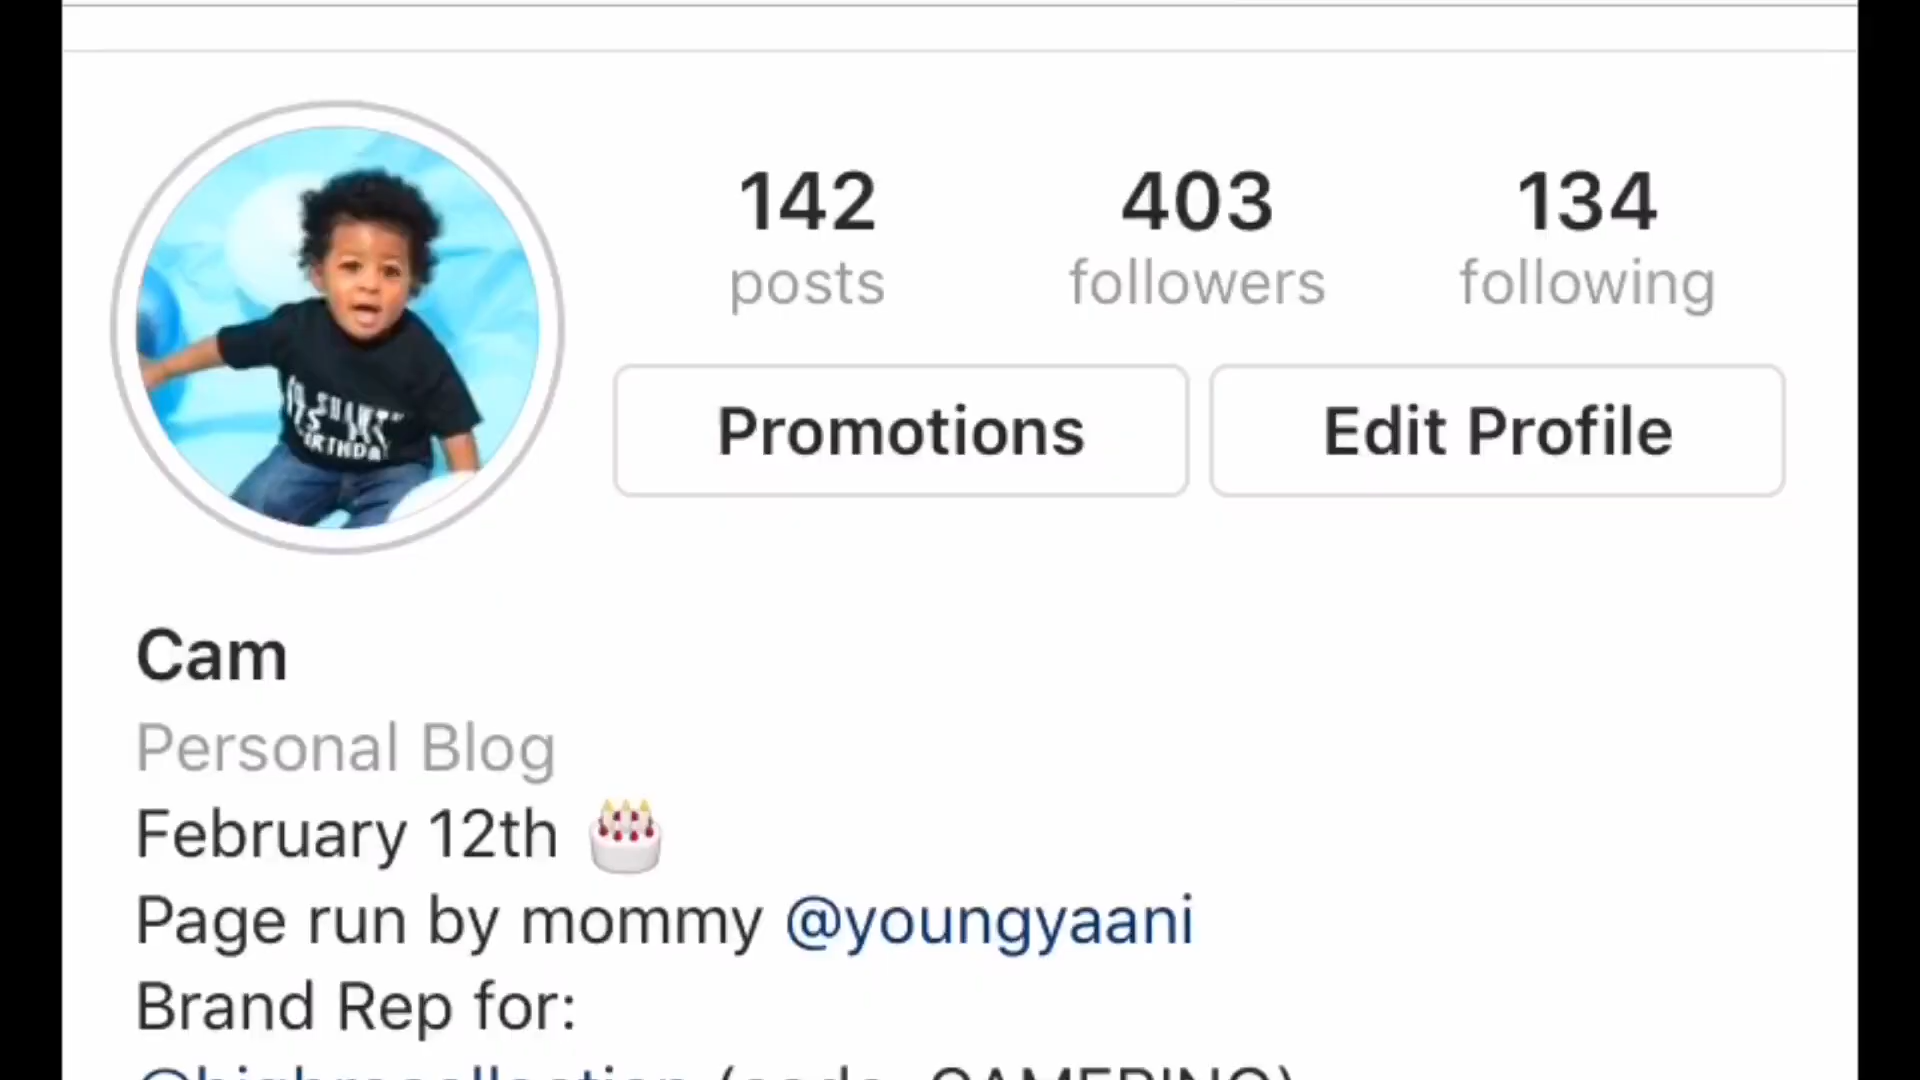 142 403 134
posts followers following
Promotions Edit Profile
Cam
Personal Blog
February 12th 🎂
Page run by mommy @youngyaani
Brand Rep for: